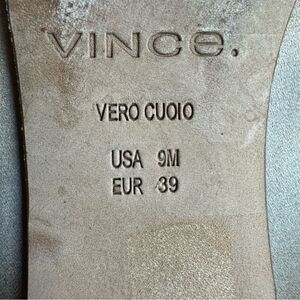 VINCe.
VERO CUOIO
USA 9M
EUR 39